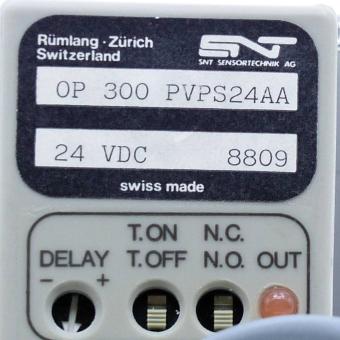 Rümlang · Zürich
Switzerland
SNT
SNT SENSORTECHNIK AG
OP 300 PVPS24AA
24 VDC 8809
swiss made
T.ON N.C.
DELAY T.OFF N.O. OUT
- +